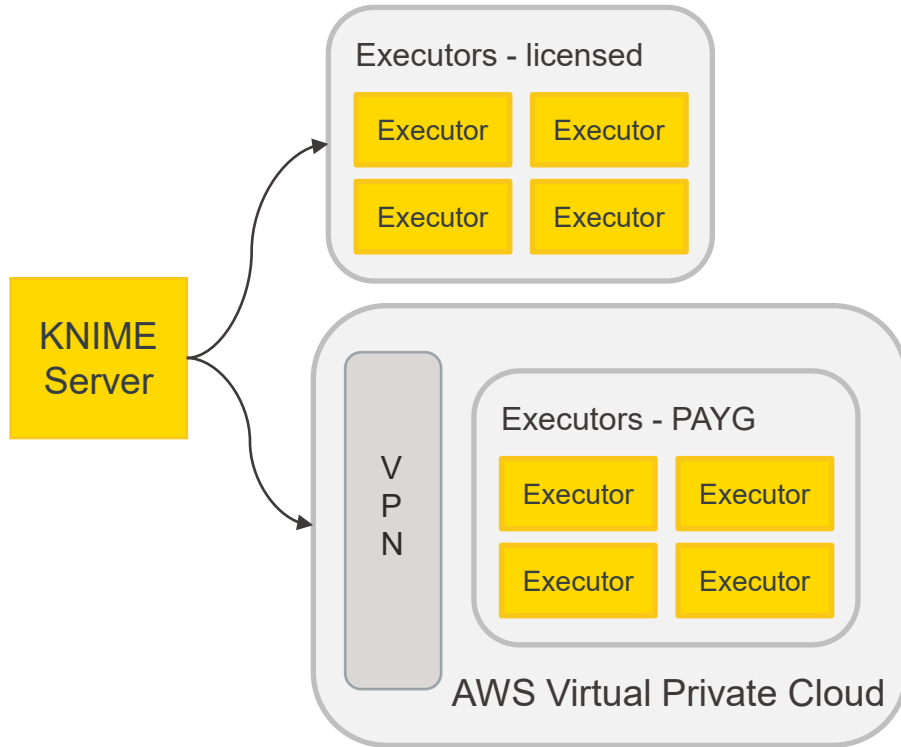 Executors - licensed
Executor Executor
Executor Executor
KNIME
Server
V
P
N
Executors - PAYG
Executor Executor
Executor Executor
AWS Virtual Private Cloud